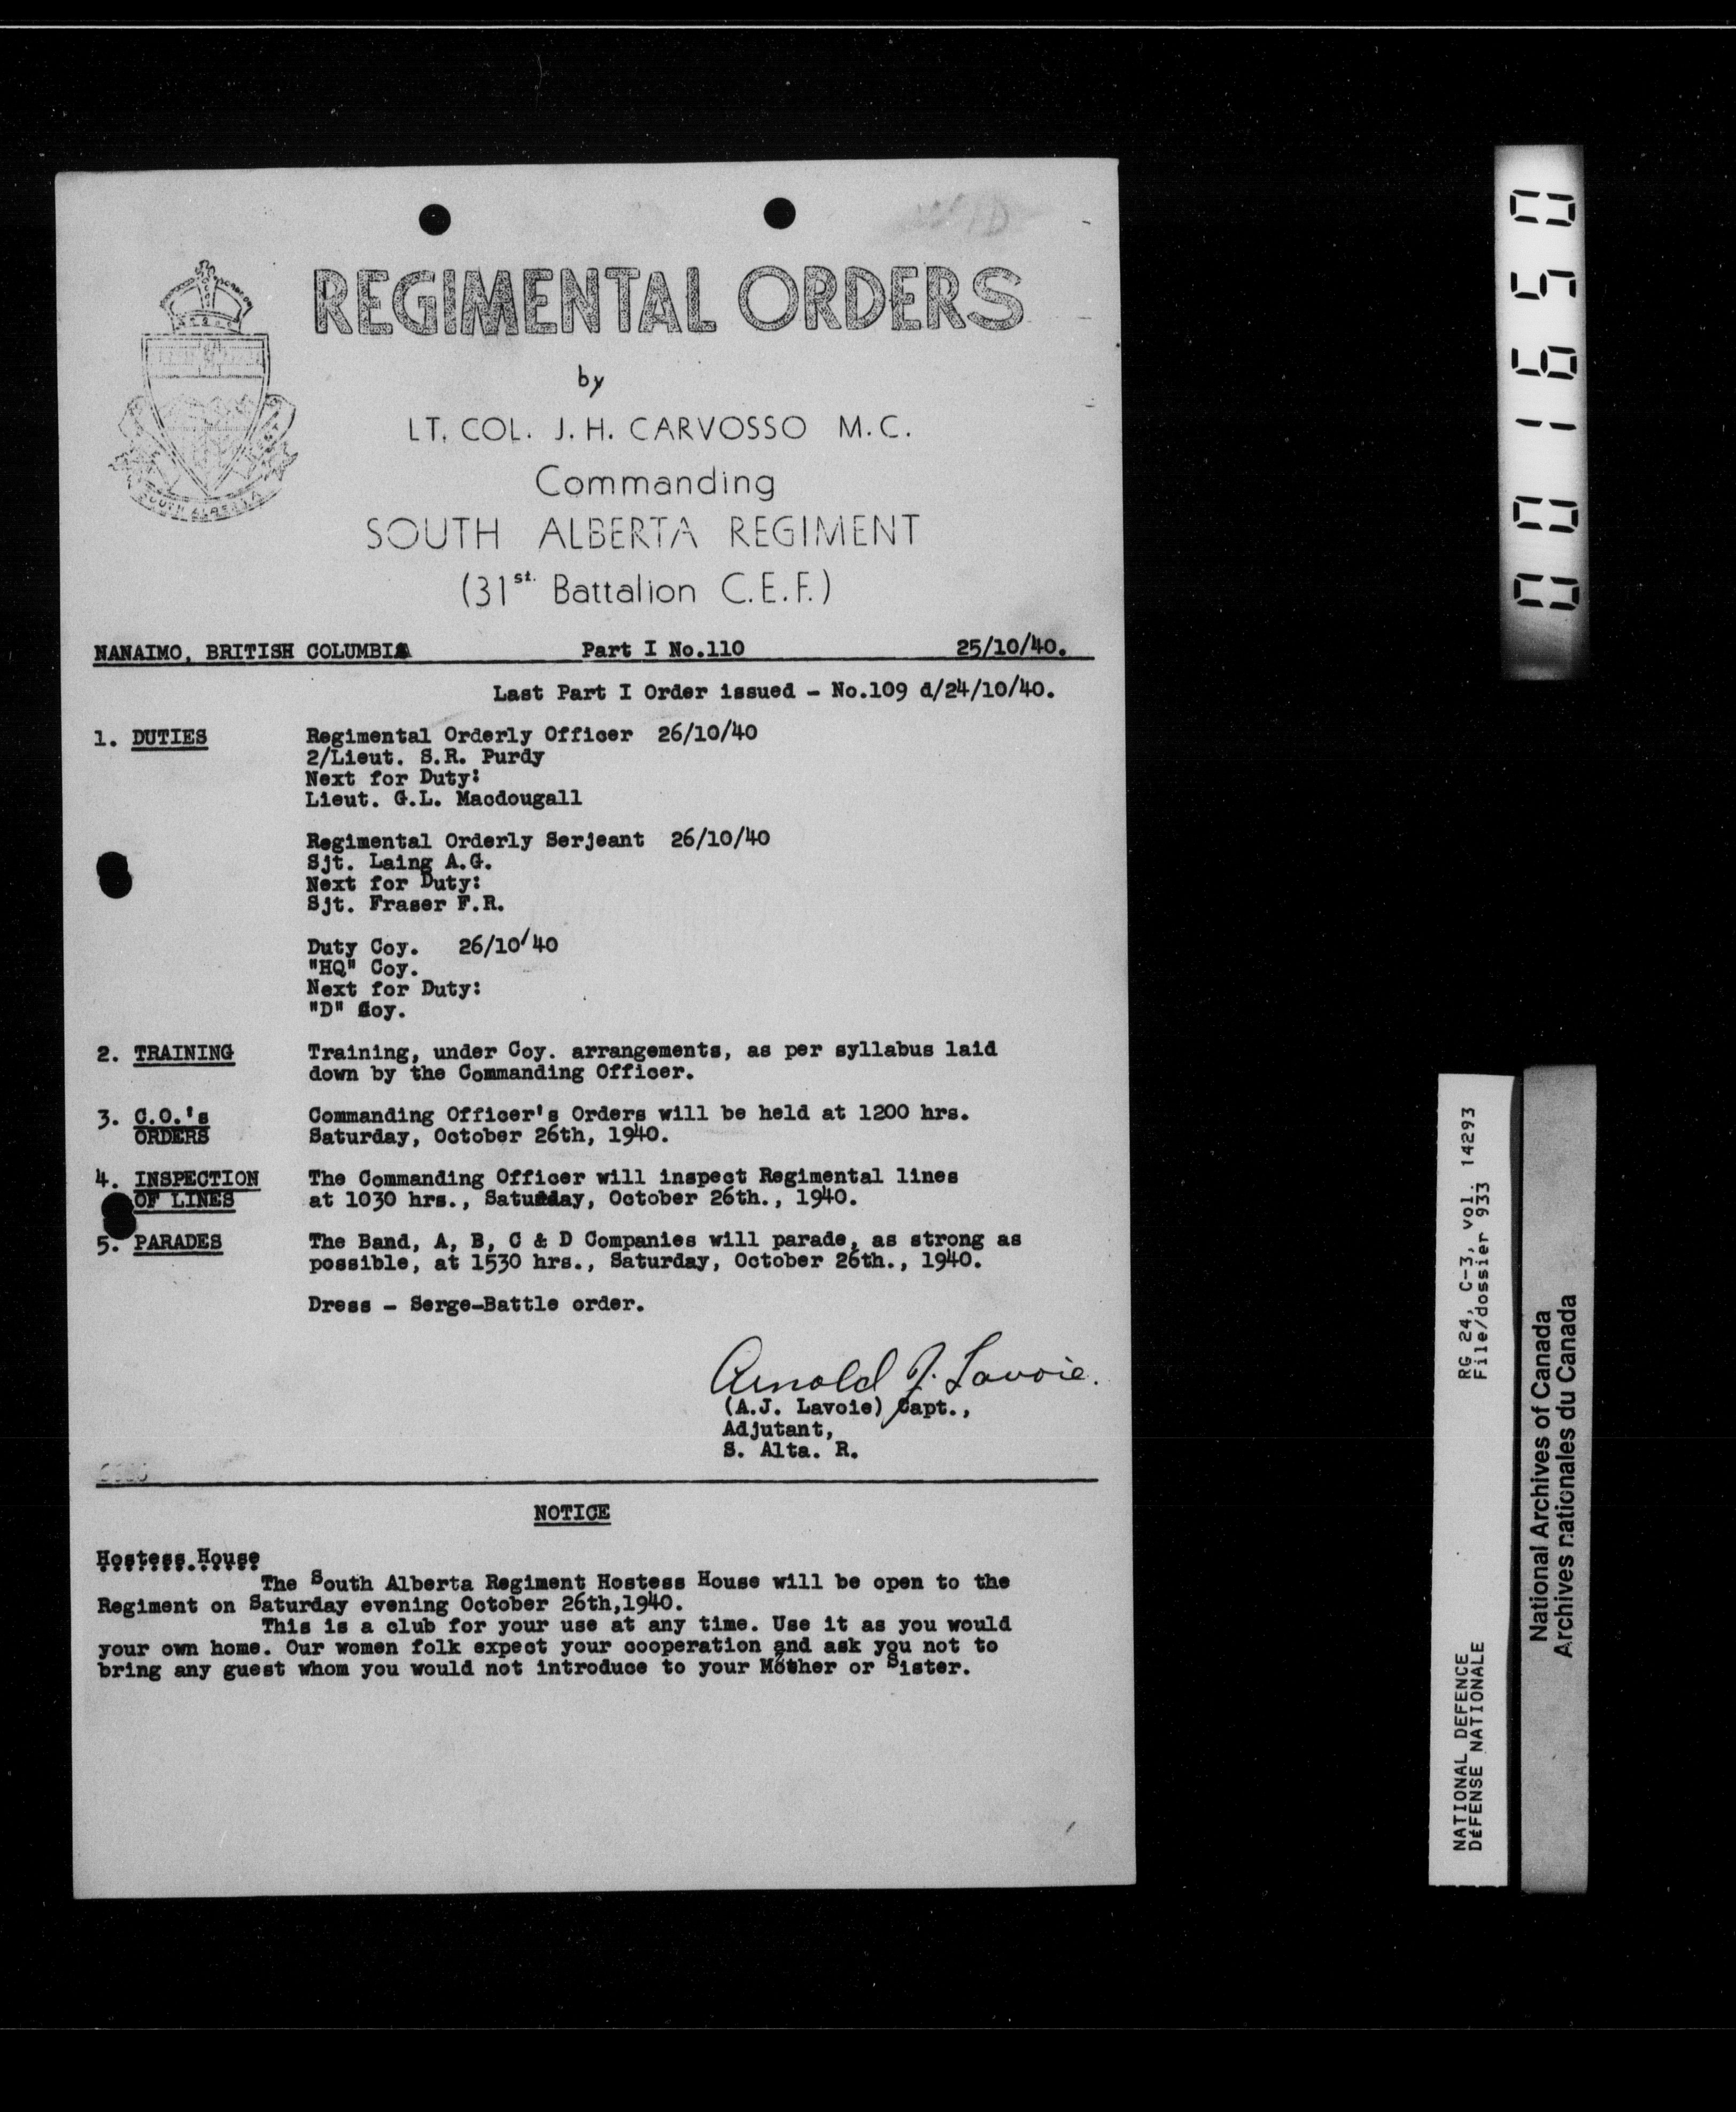 REGIMENTAL ORDERS
by
LT. COL. J. H. CARVOSSO M.C.
Commanding
SOUTH ALBERTA REGIMENT
(31st. Battalion C.E.F.)
SOUTH ALBERTA
NANAIMO, BRITISH COLUMBIA Part I No.110 25/10/40.
Last Part I Order issued - No.109 d/24/10/40.
1. DUTIES Regimental Orderly Officer 26/10/40
2/Lieut. S.R. Purdy
Next for Duty:
Lieut. G.L. Macdougall
Regimental Orderly Serjeant 26/10/40
Sjt. Laing A.G.
Next for Duty:
Sjt. Fraser F.R.
Duty Coy. 26/10/40
"HQ" Coy.
Next for Duty:
"D" Coy.
2. TRAINING Training, under Coy. arrangements, as per syllabus laid
down by the Commanding Officer.
3. C.O.'s Commanding Officer's Orders will be held at 1200 hrs.
ORDERS Saturday, October 26th, 1940.
4. INSPECTION The Commanding Officer will inspect Regimental lines
OF LINES at 1030 hrs., Saturday, October 26th., 1940.
5. PARADES The Band, A, B, C & D Companies will parade, as strong as
possible, at 1530 hrs., Saturday, October 26th., 1940.
Dress - Serge-Battle order.
Arnold J. Lavoie.
(A.J. Lavoie) Capt.,
Adjutant,
S. Alta. R.
NOTICE
Hostess House
The South Alberta Regiment Hostess House will be open to the
Regiment on Saturday evening October 26th,1940.
This is a club for your use at any time. Use it as you would
your own home. Our women folk expect your cooperation and ask you not to
bring any guest whom you would not introduce to your Mother or Sister.
001650
RG 24, C-3, vol. 14293
File/dossier 933
NATIONAL DEFENCE
DÉFENSE NATIONALE
National Archives of Canada
Archives nationales du Canada